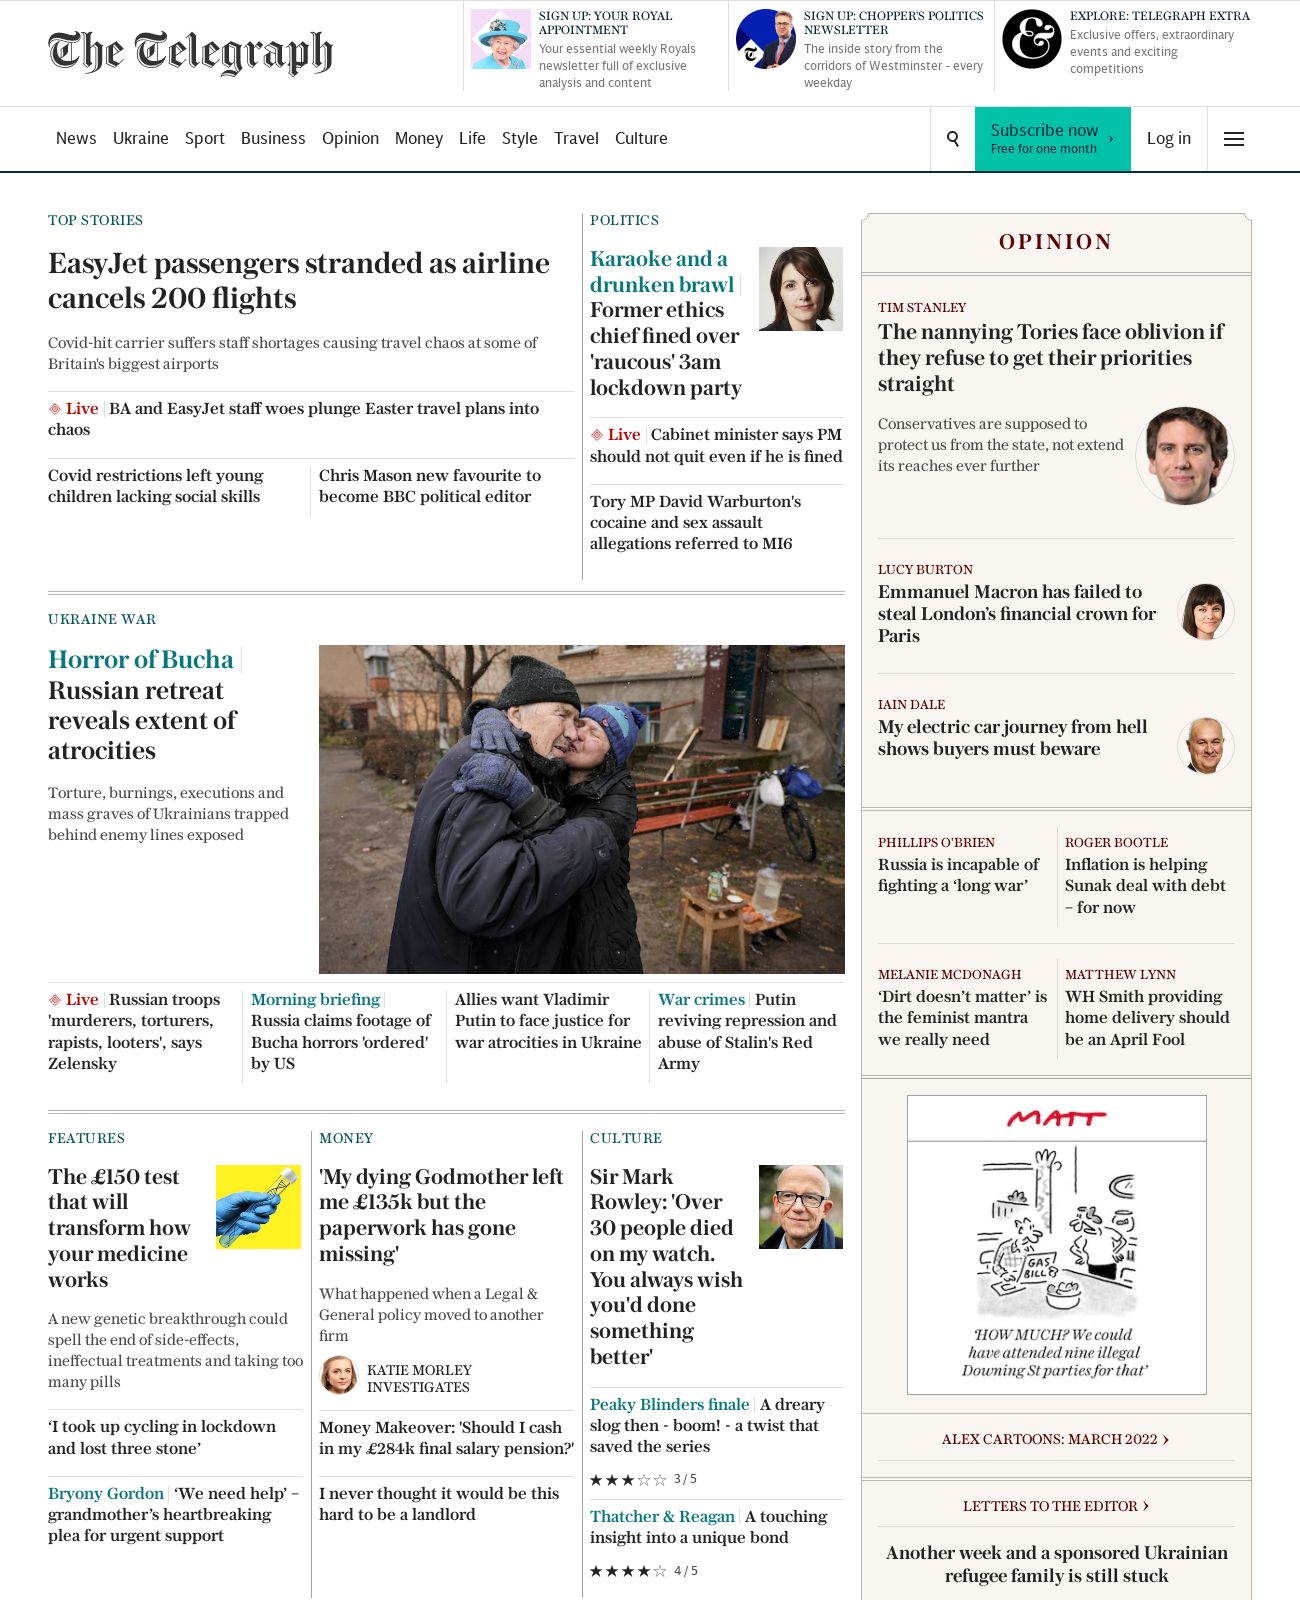 The Telegraph
SIGN UP: YOUR ROYAL
APPOINTMENT
Your essential weekly Royals
newsletter full of exclusive
analysis and content
SIGN UP: CHOPPER'S POLITICS
NEWSLETTER
The inside story from the
corridors of Westminster - every
weekday
&
EXPLORE: TELEGRAPH EXTRA
Exclusive offers, extraordinary
events and exciting
competitions
News Ukraine Sport Business Opinion Money Life Style Travel Culture
Subscribe now ›
Free for one month
Log in
TOP STORIES
EasyJet passengers stranded as airline
cancels 200 flights
Covid-hit carrier suffers staff shortages causing travel chaos at some of
Britain's biggest airports
Live BA and EasyJet staff woes plunge Easter travel plans into
chaos
Covid restrictions left young
children lacking social skills
Chris Mason new favourite to
become BBC political editor
POLITICS
Karaoke and a
drunken brawl
Former ethics
chief fined over
'raucous' 3am
lockdown party
Live Cabinet minister says PM
should not quit even if he is fined
Tory MP David Warburton's
cocaine and sex assault
allegations referred to MI6
UKRAINE WAR
Horror of Bucha
Russian retreat
reveals extent of
atrocities
Torture, burnings, executions and
mass graves of Ukrainians trapped
behind enemy lines exposed
Live Russian troops
'murderers, torturers,
rapists, looters', says
Zelensky
Morning briefing
Russia claims footage of
Bucha horrors 'ordered'
by US
Allies want Vladimir
Putin to face justice for
war atrocities in Ukraine
War crimes Putin
reviving repression and
abuse of Stalin's Red
Army
FEATURES
The £150 test
that will
transform how
your medicine
works
A new genetic breakthrough could
spell the end of side-effects,
ineffectual treatments and taking too
many pills
‘I took up cycling in lockdown
and lost three stone’
Bryony Gordon ‘We need help’ –
grandmother’s heartbreaking
plea for urgent support
MONEY
'My dying Godmother left
me £135k but the
paperwork has gone
missing'
What happened when a Legal &
General policy moved to another
firm
KATIE MORLEY
INVESTIGATES
Money Makeover: 'Should I cash
in my £284k final salary pension?'
I never thought it would be this
hard to be a landlord
CULTURE
Sir Mark
Rowley: 'Over
30 people died
on my watch.
You always wish
you'd done
something
better'
Peaky Blinders finale A dreary
slog then - boom! - a twist that
saved the series
★★★☆☆ 3/5
Thatcher & Reagan A touching
insight into a unique bond
★★★★☆ 4/5
OPINION
TIM STANLEY
The nannying Tories face oblivion if
they refuse to get their priorities
straight
Conservatives are supposed to
protect us from the state, not extend
its reaches ever further
LUCY BURTON
Emmanuel Macron has failed to
steal London’s financial crown for
Paris
IAIN DALE
My electric car journey from hell
shows buyers must beware
PHILLIPS O'BRIEN
Russia is incapable of
fighting a ‘long war’
ROGER BOOTLE
Inflation is helping
Sunak deal with debt
– for now
MELANIE MCDONAGH
‘Dirt doesn’t matter’ is
the feminist mantra
we really need
MATTHEW LYNN
WH Smith providing
home delivery should
be an April Fool
MATT
GAS
BILL
‘HOW MUCH? We could
have attended nine illegal
Downing St parties for that’
ALEX CARTOONS: MARCH 2022 ›
LETTERS TO THE EDITOR ›
Another week and a sponsored Ukrainian
refugee family is still stuck